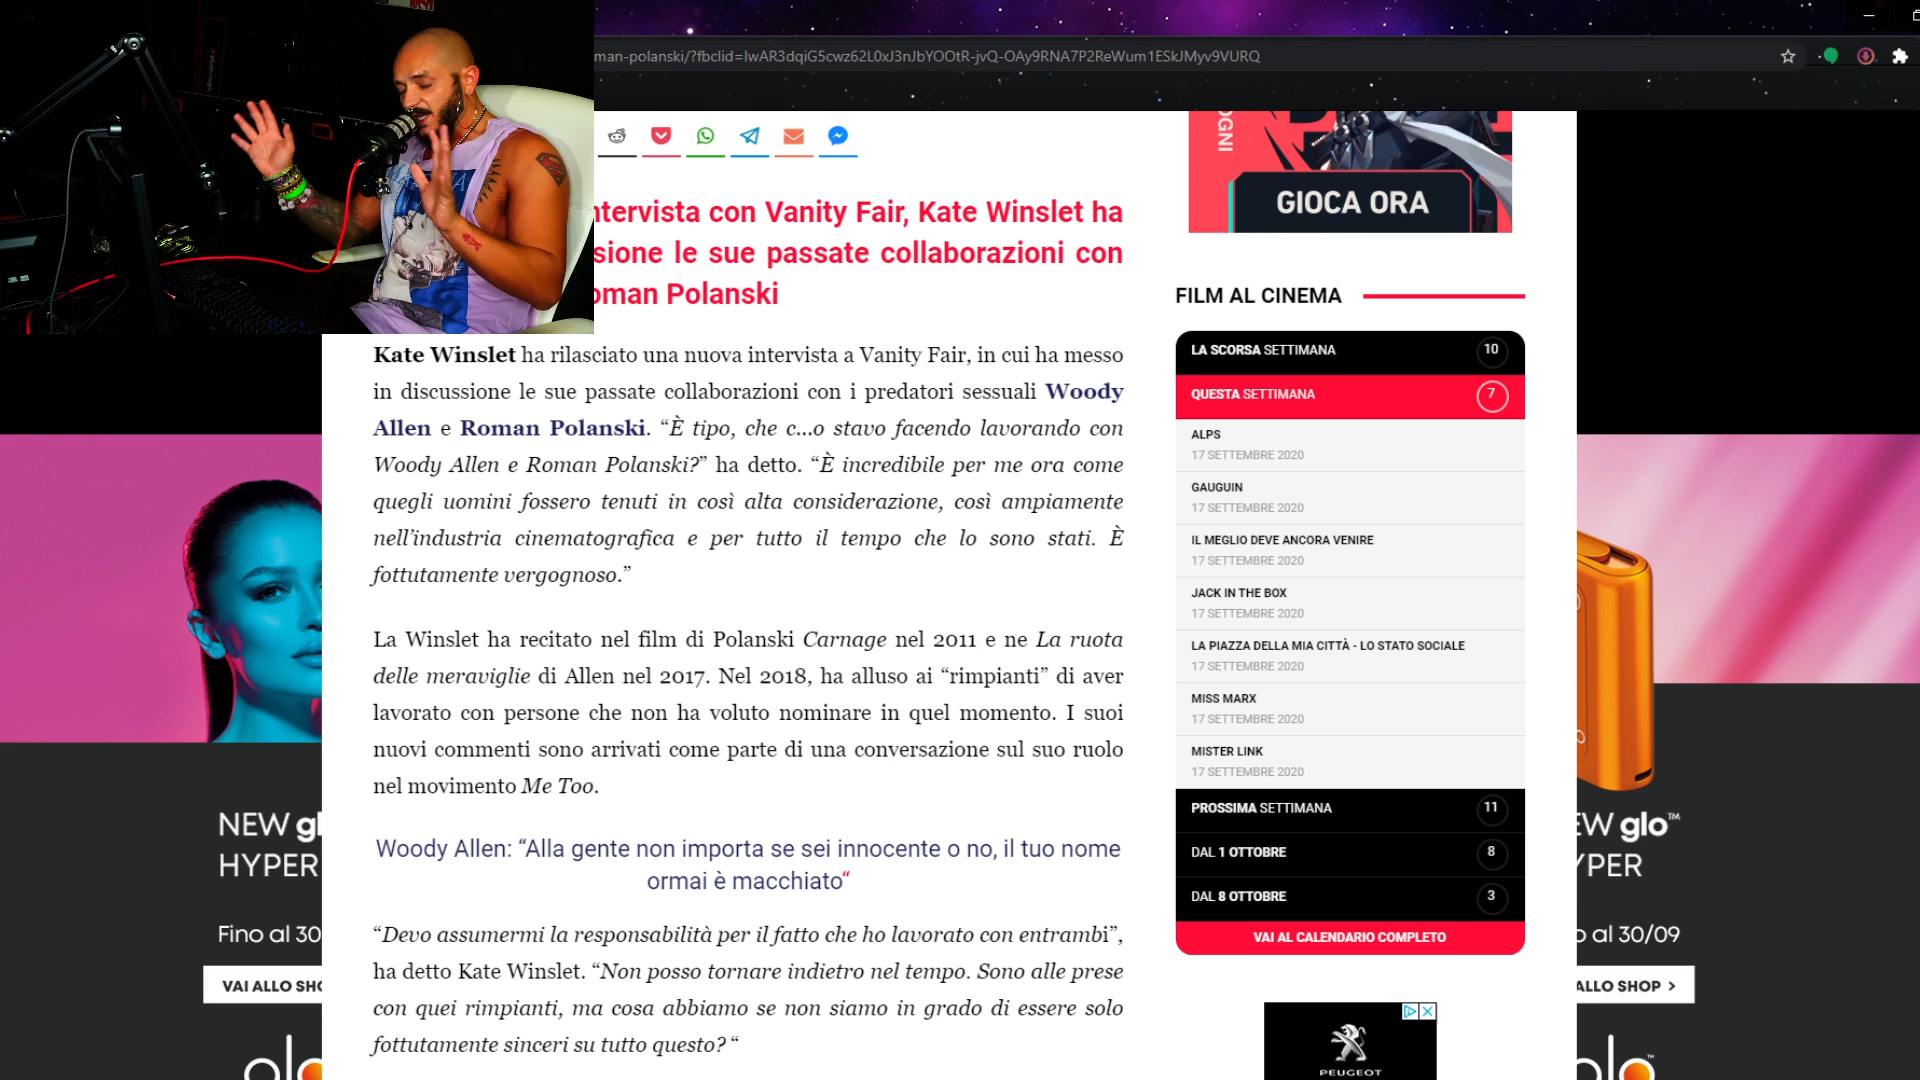 man-polanski/?fbclid=IwAR3dqiG5cwz62L0xJ3nJbYOOtR-jvQ-OAy9RNA7P2ReWum1ESkJMyv9VURQ
OGNI
GIOCA ORA
ntervista con Vanity Fair, Kate Winslet ha
sione le sue passate collaborazioni con
oman Polanski
Kate Winslet ha rilasciato una nuova intervista a Vanity Fair, in cui ha messo
in discussione le sue passate collaborazioni con i predatori sessuali Woody
Allen e Roman Polanski. “È tipo, che c...o stavo facendo lavorando con
Woody Allen e Roman Polanski?” ha detto. “È incredibile per me ora come
quegli uomini fossero tenuti in così alta considerazione, così ampiamente
nell’industria cinematografica e per tutto il tempo che lo sono stati. È
fottutamente vergognoso.”
La Winslet ha recitato nel film di Polanski Carnage nel 2011 e ne La ruota
delle meraviglie di Allen nel 2017. Nel 2018, ha alluso ai “rimpianti” di aver
lavorato con persone che non ha voluto nominare in quel momento. I suoi
nuovi commenti sono arrivati come parte di una conversazione sul suo ruolo
nel movimento Me Too.
Woody Allen: “Alla gente non importa se sei innocente o no, il tuo nome
ormai è macchiato“
“Devo assumermi la responsabilità per il fatto che ho lavorato con entrambi”,
ha detto Kate Winslet. “Non posso tornare indietro nel tempo. Sono alle prese
con quei rimpianti, ma cosa abbiamo se non siamo in grado di essere solo
fottutamente sinceri su tutto questo? “
FILM AL CINEMA
LA SCORSA SETTIMANA 10
QUESTA SETTIMANA 7
ALPS
17 SETTEMBRE 2020
GAUGUIN
17 SETTEMBRE 2020
IL MEGLIO DEVE ANCORA VENIRE
17 SETTEMBRE 2020
JACK IN THE BOX
17 SETTEMBRE 2020
LA PIAZZA DELLA MIA CITTÀ - LO STATO SOCIALE
17 SETTEMBRE 2020
MISS MARX
17 SETTEMBRE 2020
MISTER LINK
17 SETTEMBRE 2020
PROSSIMA SETTIMANA 11
DAL 1 OTTOBRE 8
DAL 8 OTTOBRE 3
VAI AL CALENDARIO COMPLETO
PEUGEOT
NEW gl
HYPER
Fino al 30
VAI ALLO SHO
glo
EW glo™
YPER
o al 30/09
ALLO SHOP >
glo™